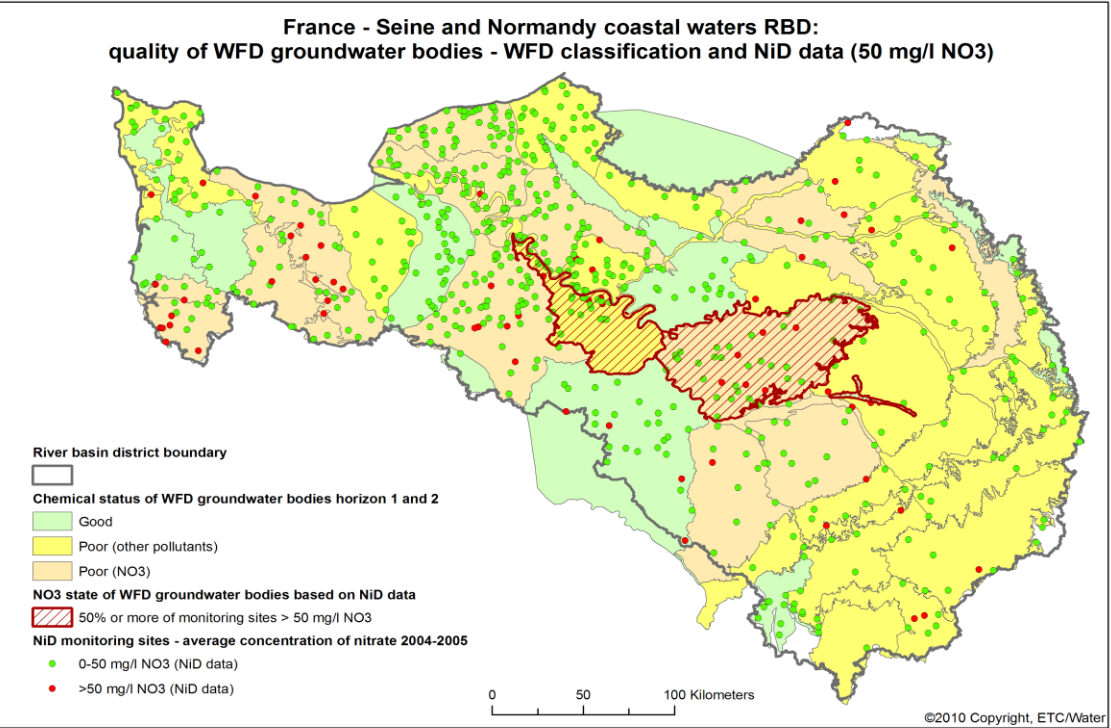 France - Seine and Normandy coastal waters RBD:
quality of WFD groundwater bodies - WFD classification and NiD data (50 mg/l NO3)
River basin district boundary
Chemical status of WFD groundwater bodies horizon 1 and 2
Good
Poor (other pollutants)
Poor (NO3)
NO3 state of WFD groundwater bodies based on NiD data
50% or more of monitoring sites > 50 mg/l NO3
NiD monitoring sites - average concentration of nitrate 2004-2005
0-50 mg/l NO3 (NiD data)
>50 mg/l NO3 (NiD data)
0 50 100 Kilometers
©2010 Copyright, ETC/Water